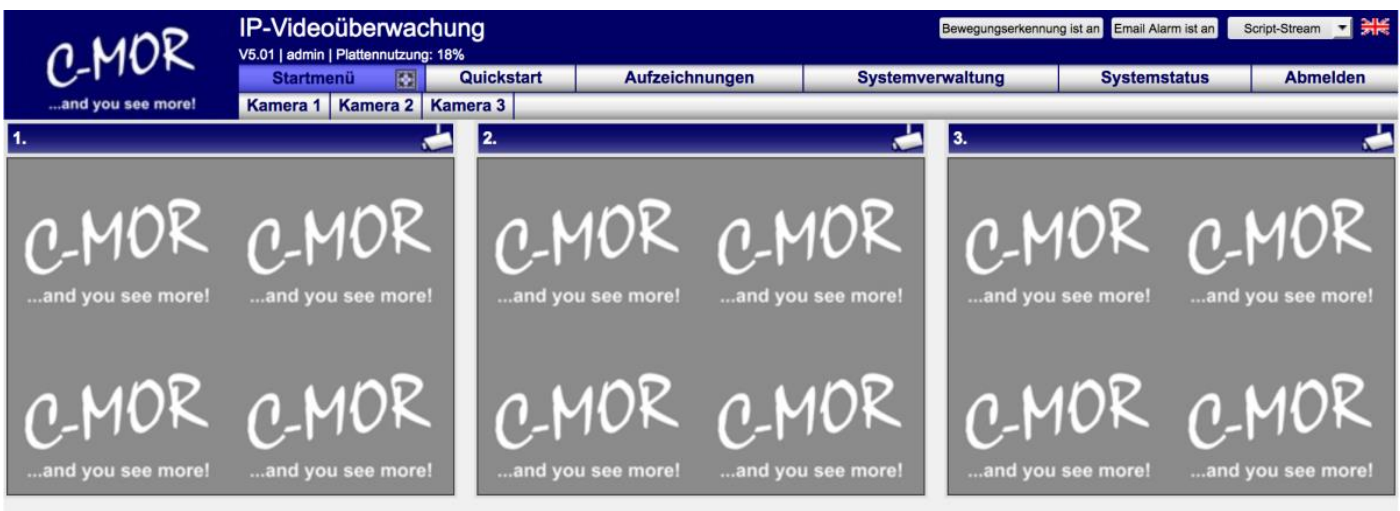 C-MOR
...and you see more!
IP-Videoüberwachung
V5.01 | admin | Plattennutzung: 18%
Bewegungserkennung ist an
Email Alarm ist an
Script-Stream
Startmenü
Quickstart
Aufzeichnungen
Systemverwaltung
Systemstatus
Abmelden
Kamera 1
Kamera 2
Kamera 3
1.
2.
3.
C-MOR C-MOR C-MOR C-MOR C-MOR C-MOR
...and you see more! ...and you see more! ...and you see more! ...and you see more! ...and you see more! ...and you see more!
C-MOR C-MOR C-MOR C-MOR C-MOR C-MOR
...and you see more! ...and you see more! ...and you see more! ...and you see more! ...and you see more! ...and you see more!